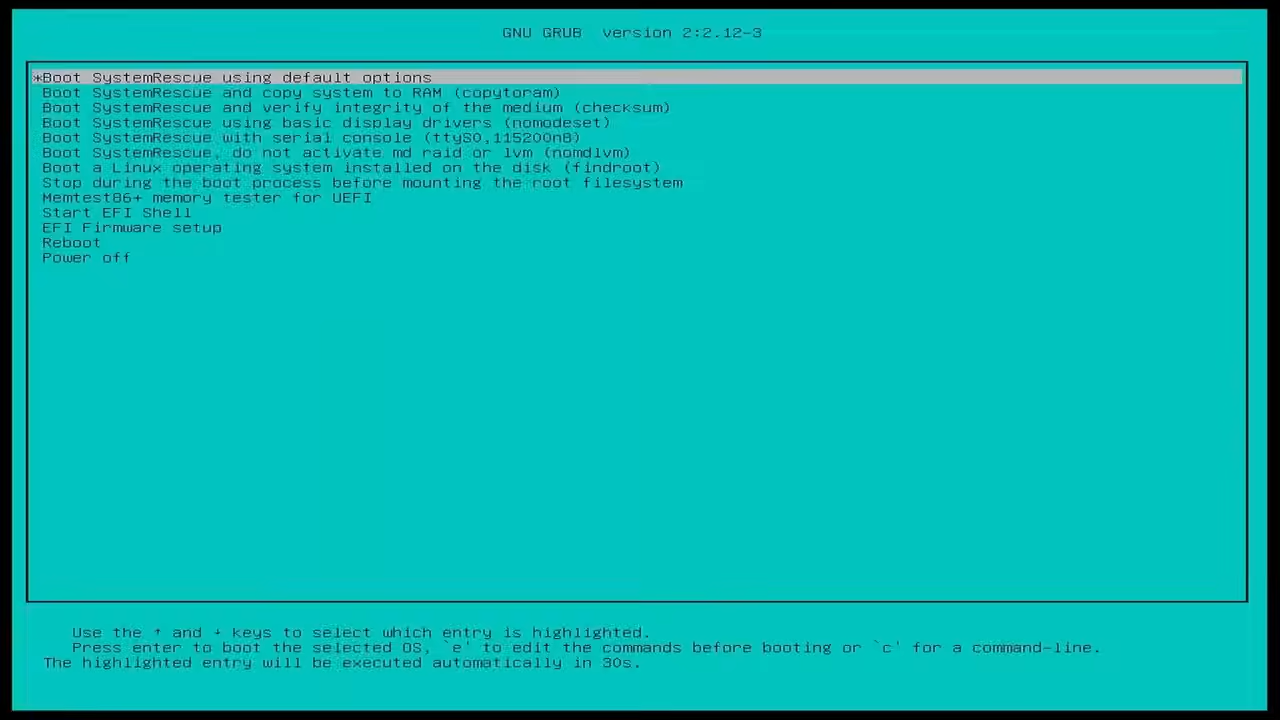 GNU GRUB  version 2:2.12-3
*Boot SystemRescue using default options
Boot SystemRescue and copy system to RAM (copytoram)
Boot SystemRescue and verify integrity of the medium (checksum)
Boot SystemRescue using basic display drivers (nomodeset)
Boot SystemRescue with serial console (ttyS0,115200n8)
Boot SystemRescue, do not activate md raid or lvm (nomdlvm)
Boot a Linux operating system installed on the disk (findroot)
Stop during the boot process before mounting the root filesystem
Memtest86+ memory tester for UEFI
Start EFI Shell
EFI Firmware setup
Reboot
Power off
Use the ↑ and ↓ keys to select which entry is highlighted.
Press enter to boot the selected OS, `e' to edit the commands before booting or `c' for a command-line.
The highlighted entry will be executed automatically in 30s.